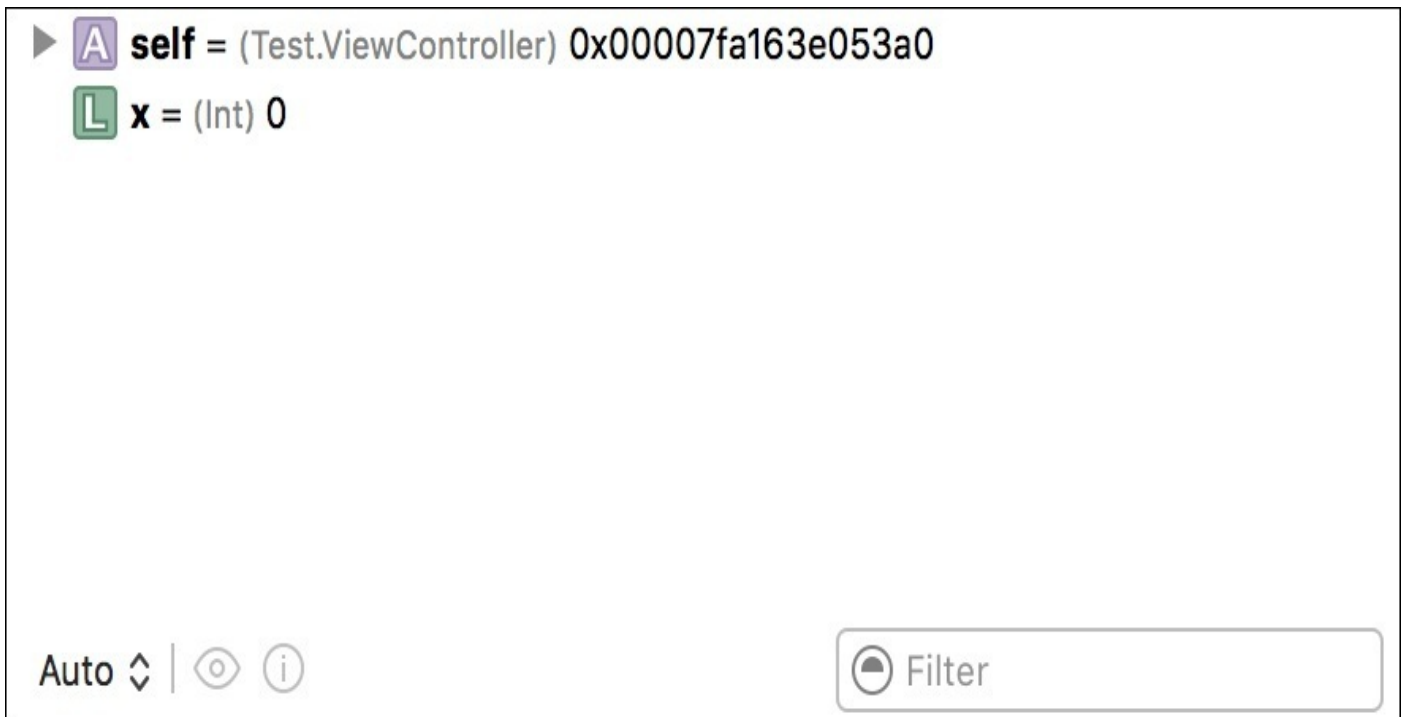 A self = (Test.ViewController) 0x00007fa163e053a0
L x = (Int) 0
Auto Filter